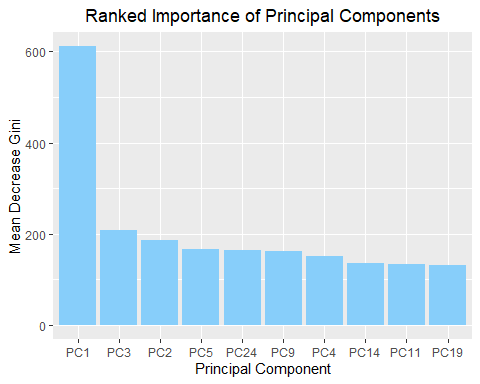 Ranked Importance of Principal Components
Mean Decrease Gini
600
400
200
0
PC1 PC3 PC2 PC5 PC24 PC9 PC4 PC14 PC11 PC19
Principal Component